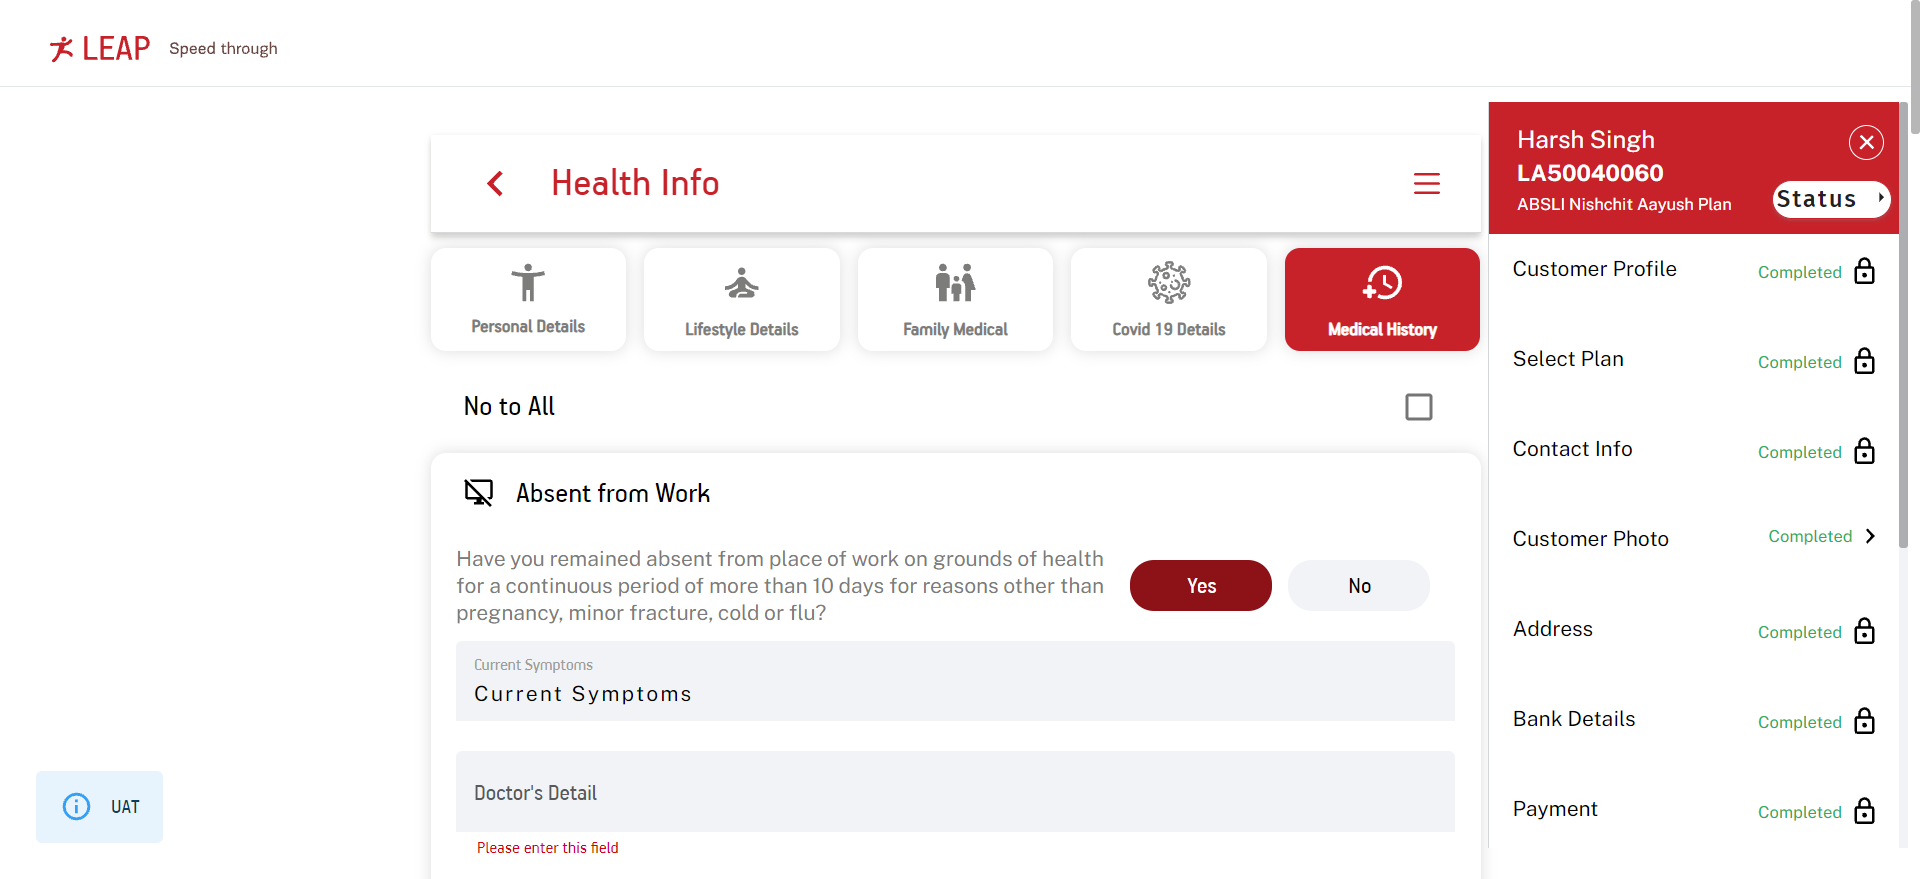 LEAP Speed through
Health Info
Personal Details
Lifestyle Details
Family Medical
Covid 19 Details
Medical History
No to All
Absent from Work
Have you remained absent from place of work on grounds of health
for a continuous period of more than 10 days for reasons other than
pregnancy, minor fracture, cold or flu?
Yes
No
Current Symptoms
Current Symptoms
Doctor's Detail
Please enter this field
UAT
Harsh Singh
LA50040060
ABSLI Nishchit Aayush Plan
Status
Customer Profile Completed
Select Plan Completed
Contact Info Completed
Customer Photo Completed
Address Completed
Bank Details Completed
Payment Completed